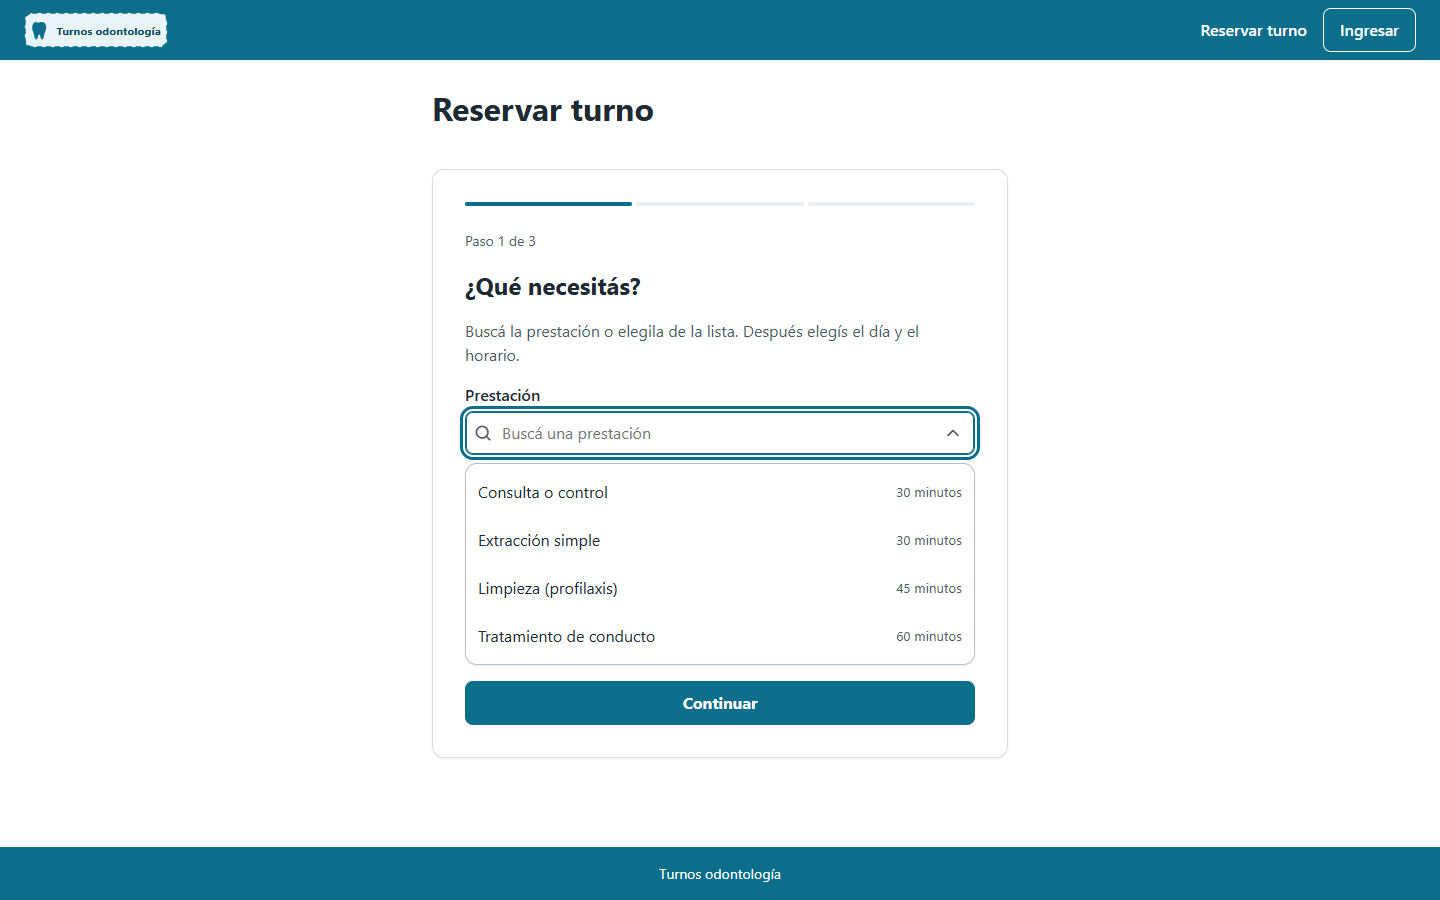 Turnos odontología
Reservar turno
Ingresar
Reservar turno
Paso 1 de 3
¿Qué necesitás?
Buscá la prestación o elegila de la lista. Después elegís el día y el
horario.
Prestación
Buscá una prestación
Consulta o control
30 minutos
Extracción simple
30 minutos
Limpieza (profilaxis)
45 minutos
Tratamiento de conducto
60 minutos
Continuar
Turnos odontología